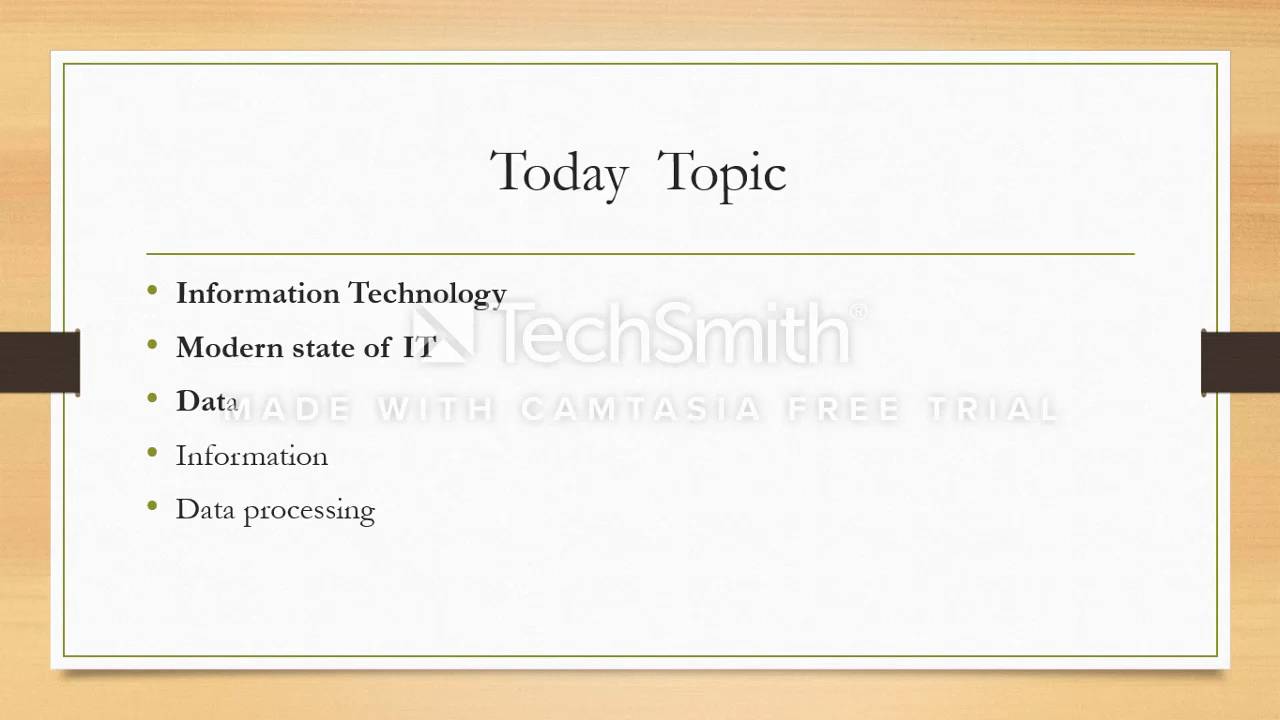 Today Topic
• Information Technology
TechSmith®
• Modern state of IT
• Data
MADE WITH CAMTASIA FREE TRIAL
• Information
• Data processing